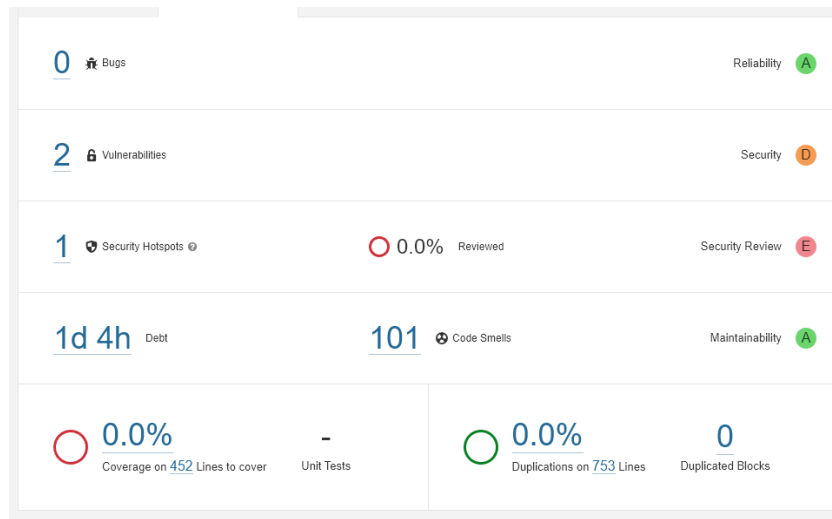 0 Bugs Reliability A
2 Vulnerabilities Security D
1 Security Hotspots ? 0.0% Reviewed Security Review E
1d 4h Debt 101 Code Smells Maintainability A
0.0% - 0.0% 0
Coverage on 452 Lines to cover Unit Tests Duplications on 753 Lines Duplicated Blocks